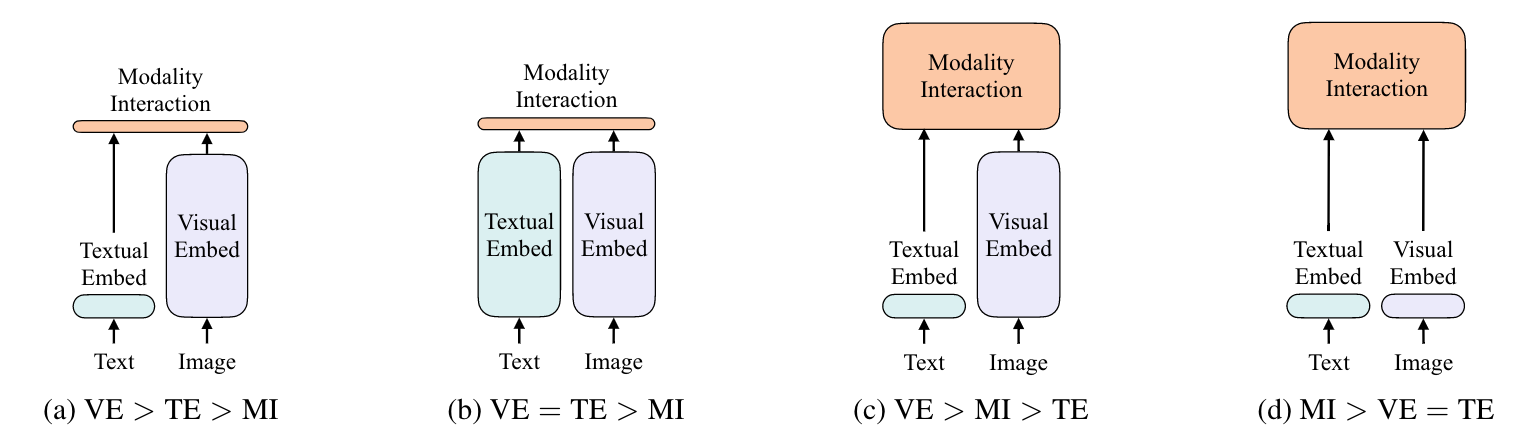 Modality
Interaction
Textual
Embed
Visual
Embed
Text
Image
(a) VE > TE > MI
Modality
Interaction
Textual
Embed
Visual
Embed
Text
Image
(b) VE = TE > MI
Modality
Interaction
Textual
Embed
Visual
Embed
Text
Image
(c) VE > MI > TE
Modality
Interaction
Textual
Embed
Visual
Embed
Text
Image
(d) MI > VE = TE